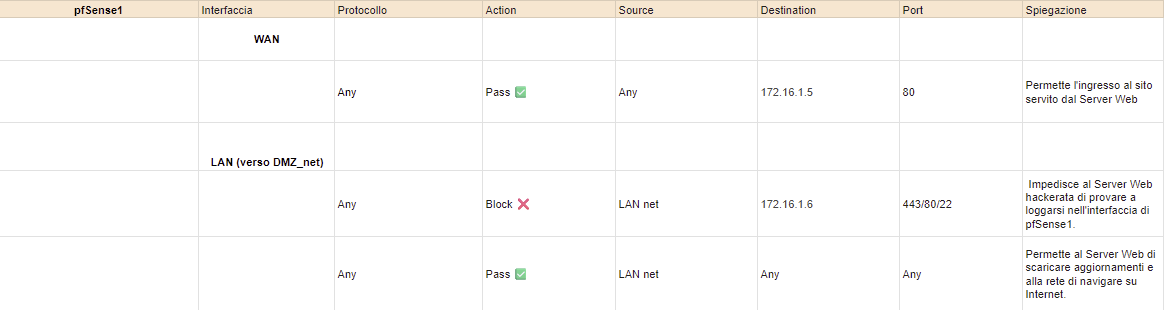 pfSense1 Interfaccia Protocollo Action Source Destination Port Spiegazione
WAN
Any Pass ✅ Any 172.16.1.5 80 Permette l'ingresso al sito
servito dal Server Web
LAN (verso DMZ_net)
Any Block ❌ LAN net 172.16.1.6 443/80/22 Impedisce al Server Web
hackerata di provare a
loggarsi nell'interfaccia di
pfSense1.
Any Pass ✅ LAN net Any Any Permette al Server Web di
scaricare aggiornamenti e
alla rete di navigare su
Internet.